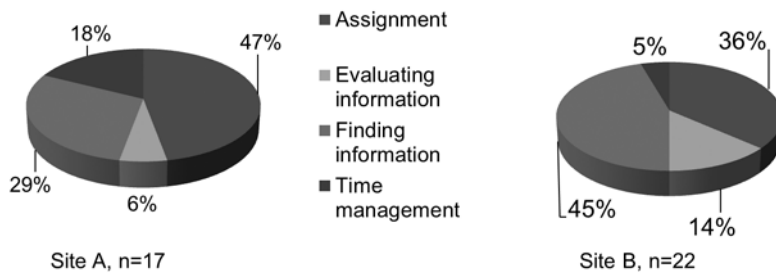 18%
47%
29%
6%
Site A, n=17
Assignment
Evaluating
information
Finding
information
Time
management
5%
36%
45%
14%
Site B, n=22